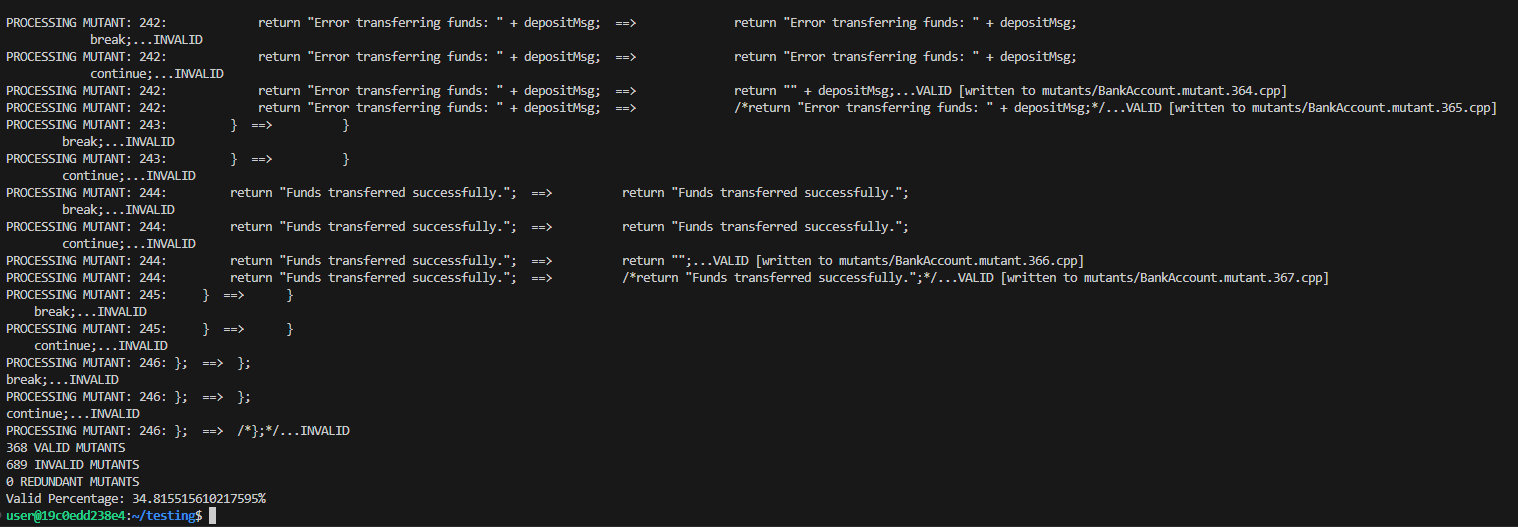 PROCESSING MUTANT: 242:             return "Error transferring funds: " + depositMsg;  ==>              return "Error transferring funds: " + depositMsg;
            break;...INVALID
PROCESSING MUTANT: 242:             return "Error transferring funds: " + depositMsg;  ==>              return "Error transferring funds: " + depositMsg;
            continue;...INVALID
PROCESSING MUTANT: 242:             return "Error transferring funds: " + depositMsg;  ==>              return "" + depositMsg;...VALID [written to mutants/BankAccount.mutant.364.cpp]
PROCESSING MUTANT: 242:             return "Error transferring funds: " + depositMsg;  ==>              /*return "Error transferring funds: " + depositMsg;*/...VALID [written to mutants/BankAccount.mutant.365.cpp]
PROCESSING MUTANT: 243:         }  ==>          }
        break;...INVALID
PROCESSING MUTANT: 243:         }  ==>          }
        continue;...INVALID
PROCESSING MUTANT: 244:         return "Funds transferred successfully.";  ==>          return "Funds transferred successfully.";
        break;...INVALID
PROCESSING MUTANT: 244:         return "Funds transferred successfully.";  ==>          return "Funds transferred successfully.";
        continue;...INVALID
PROCESSING MUTANT: 244:         return "Funds transferred successfully.";  ==>          return "";...VALID [written to mutants/BankAccount.mutant.366.cpp]
PROCESSING MUTANT: 244:         return "Funds transferred successfully.";  ==>          /*return "Funds transferred successfully.";*/...VALID [written to mutants/BankAccount.mutant.367.cpp]
PROCESSING MUTANT: 245:     }  ==>      }
    break;...INVALID
PROCESSING MUTANT: 245:     }  ==>      }
    continue;...INVALID
PROCESSING MUTANT: 246: };  ==>  };
break;...INVALID
PROCESSING MUTANT: 246: };  ==>  };
continue;...INVALID
PROCESSING MUTANT: 246: };  ==>  /*};*/...INVALID
368 VALID MUTANTS
689 INVALID MUTANTS
0 REDUNDANT MUTANTS
Valid Percentage: 34.815515610217595%
user@19c0edd238e4:~/testing$